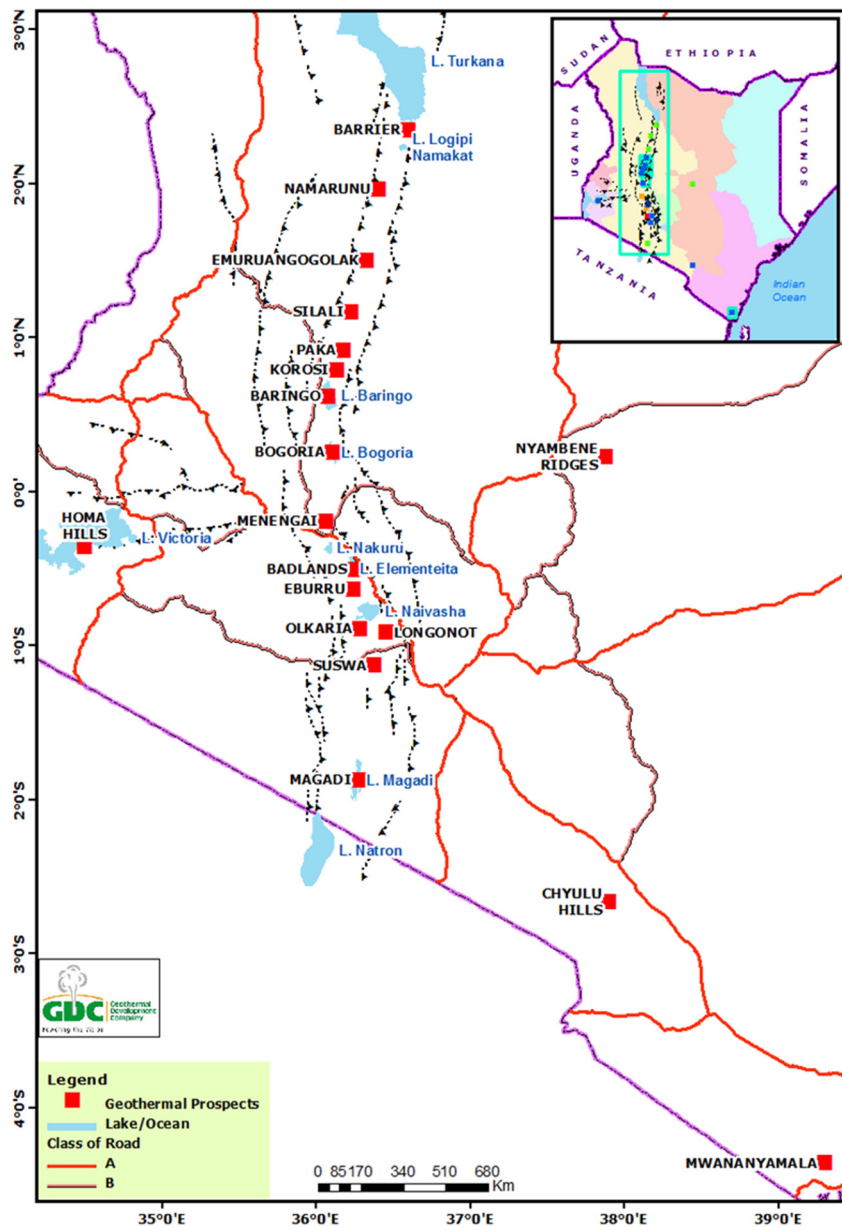 3°0'N
2°0'N
1°0'N
0°0'
1°0'S
2°0'S
3°0'S
4°0'S
L. Turkana
BARRIER
L. Logipi
Namakat
NAMARUNU
EMURUANGOGOLAK
SILALI
PAKA
KOROSI
BARINGO
L. Baringo
BOGORIA
L. Bogoria
NYAMBENE
RIDGES
HOMA
HILLS
L. Victoria
MENENGAI
L. Nakuru
BADLANDS
L. Elementeita
EBURRU
L. Naivasha
OLKARIA
LONGONOT
SUSWA
MAGADI
L. Magadi
L. Natron
CHYULU
HILLS
MWANANYAMALA
SUDAN
ETHIOPIA
UGANDA
SOMALIA
TANZANIA
Indian
Ocean
GDC
Geothermal
Development
Company
Legend
Geothermal Prospects
Lake/Ocean
Class of Road
A
B
0 85 170 340 510 680
Km
35°0'E
36°0'E
37°0'E
38°0'E
39°0'E